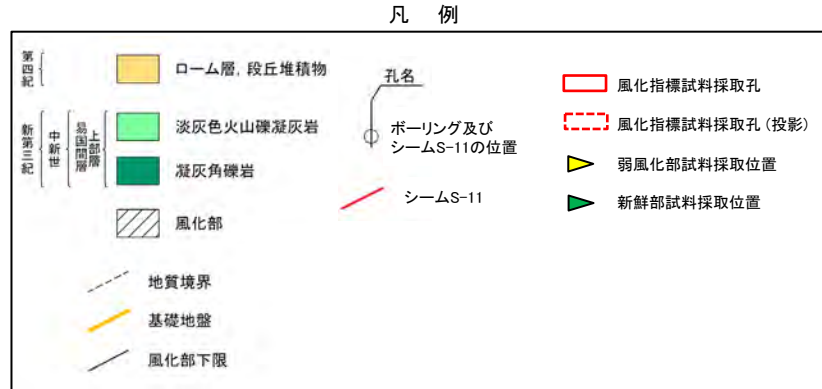 凡 例
第四紀
ローム層, 段丘堆積物
新第三紀
中新世
易国間層
上部層
淡灰色火山礫凝灰岩
凝灰角礫岩
風化部
地質境界
基礎地盤
風化部下限
孔名
ボーリング及び
シームS-11の位置
シームS-11
風化指標試料採取孔
風化指標試料採取孔(投影)
弱風化部試料採取位置
新鮮部試料採取位置